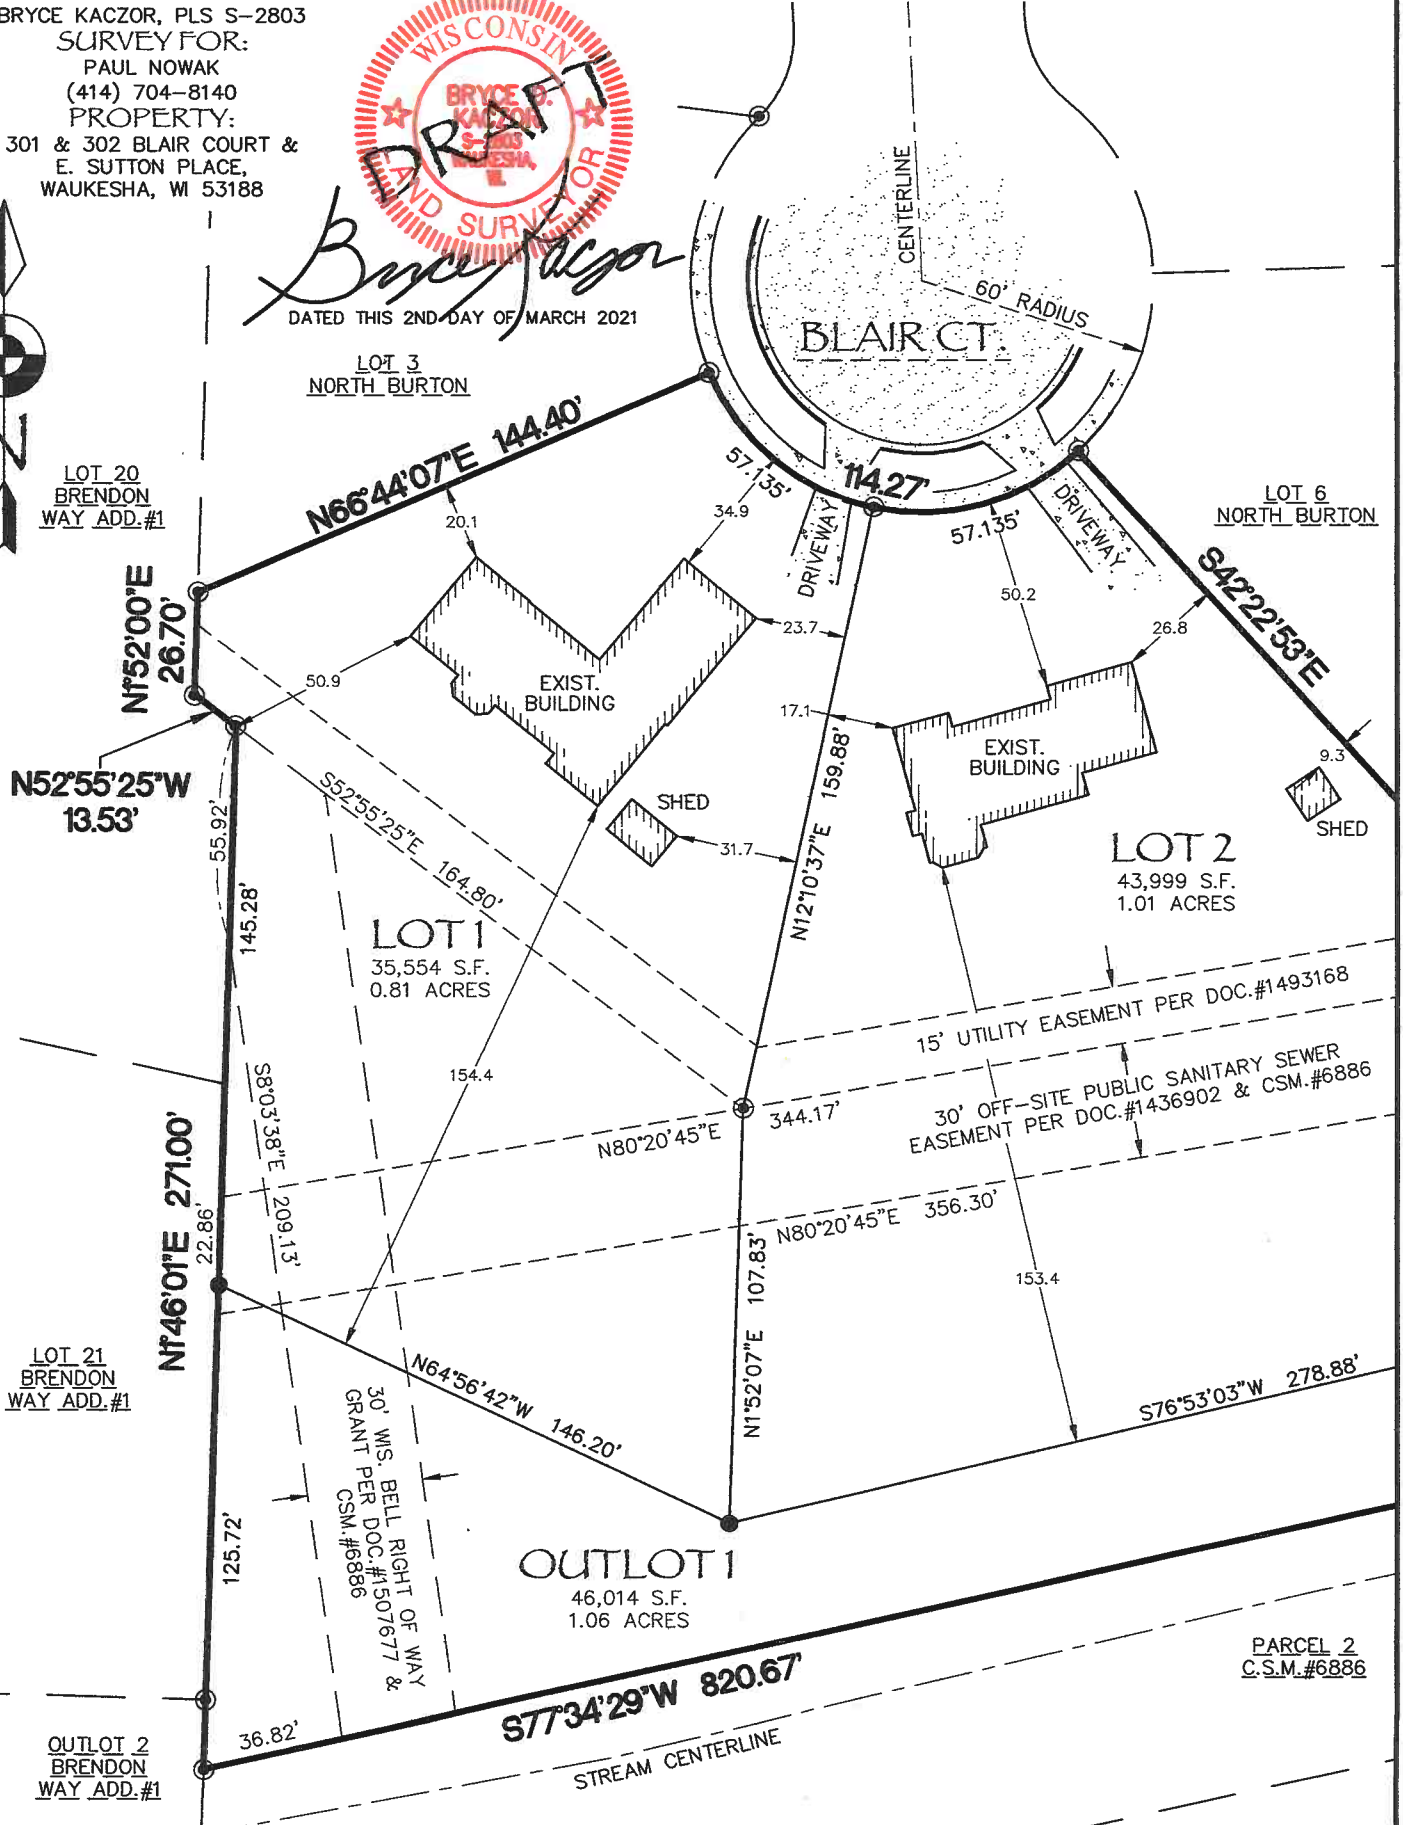 BRYCE KACZOR, PLS S-2803
SURVEY FOR:
PAUL NOWAK
(414) 704-8140
PROPERTY:
301 & 302 BLAIR COURT &
E. SUTTON PLACE,
WAUKESHA, WI 53188
WISCONSIN
BRYCE D.
KACZOR
S-2803
WAUKESHA,
WI.
LAND SURVEYOR
DRAFT
Bryce Kaczor
DATED THIS 2ND DAY OF MARCH 2021
CENTERLINE
60' RADIUS
BLAIR CT.
LOT 3
NORTH BURTON
N66°44'07"E 144.40'
LOT 20
BRENDON
WAY ADD.#1
N
57.135'
114.27'
57.135'
DRIVEWAY
DRIVEWAY
LOT 6
NORTH BURTON
S42°22'53"E
20.1
34.9
50.2
26.8
23.7
17.1
50.9
9.3
N1°52'00"E
26.70'
EXIST.
BUILDING
EXIST.
BUILDING
N52°55'25"W
13.53'
55.92'
145.28'
S52°55'25"E 164.80'
SHED
31.7
N12°10'37"E 159.88'
SHED
LOT 2
43,999 S.F.
1.01 ACRES
LOT 1
35,554 S.F.
0.81 ACRES
15' UTILITY EASEMENT PER DOC.#1493168
30' OFF-SITE PUBLIC SANITARY SEWER
EASEMENT PER DOC.#1436902 & CSM.#6886
154.4
S8°03'38"E 209.13'
N80°20'45"E 344.17'
N1°46'01"E 271.00'
22.86'
N80°20'45"E 356.30'
153.4
N1°52'07"E 107.83'
LOT 21
BRENDON
WAY ADD.#1
N64°56'42"W 146.20'
S76°53'03"W 278.88'
30' WIS. BELL RIGHT OF WAY
GRANT PER DOC.#1507677 &
CSM.#6886
125.72'
OUTLOT 1
46,014 S.F.
1.06 ACRES
PARCEL 2
C.S.M.#6886
S77°34'29"W 820.67'
36.82'
OUTLOT 2
BRENDON
WAY ADD.#1
STREAM CENTERLINE